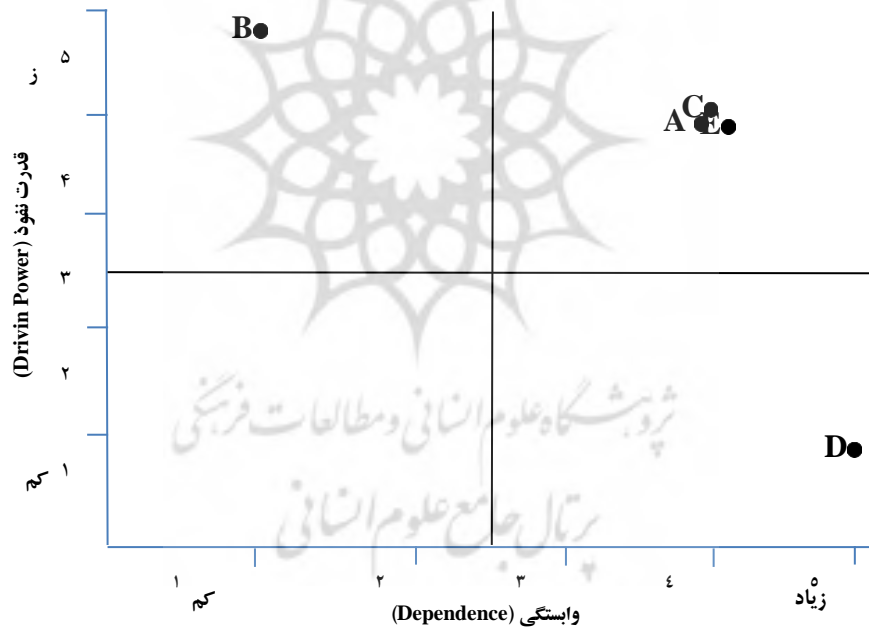 B
۵
C
A E
قدرت نفوذ (Drivin Power)
۴
۳
۲
پژوهشگاه علوم انسانی و مطالعات فرهنگی
D
۱
کم
پرتال جامع علوم انسانی
۱ ۲ ۳ ۴ ۵
کم زیاد
وابستگی (Dependence)